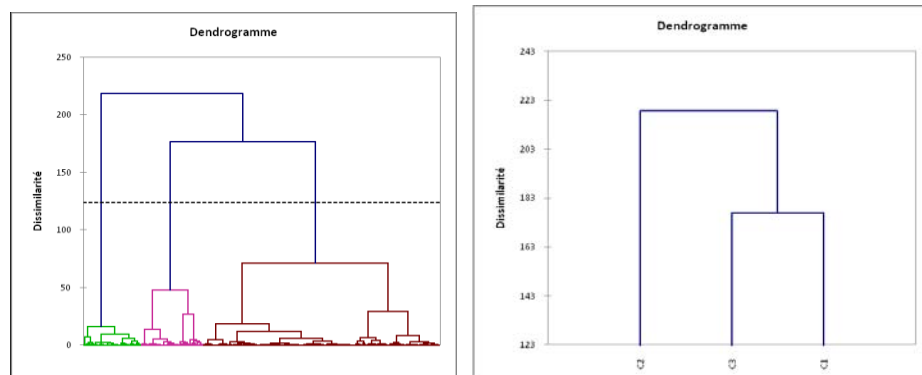 Dendrogramme
250
200
150
100
50
0
Dissimilarité
Dendrogramme
243
223
203
183
163
143
123
Dissimilarité
C2
C3
C1